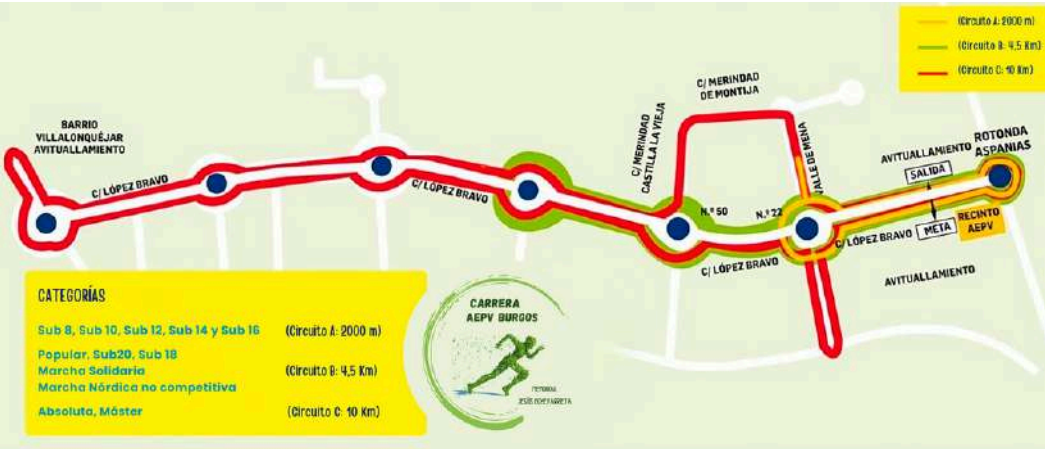 (Circuito A: 2000 m)
(Circuito B: 4,5 Km)
(Circuito C: 10 Km)
C/ MERINDAD
DE MONTIJA
BARRIO
VILLALONQUÉJAR
AVITUALLAMIENTO
C/ MERINDAD
CASTILLA LA VIEJA
VALLE DE MENA
AVITUALLAMIENTO
SALIDA
ROTONDA
ASPANIAS
C/ LÓPEZ BRAVO
C/ LÓPEZ BRAVO
N.º 50
N.º 22
C/ LÓPEZ BRAVO
C/ LÓPEZ BRAVO
META
RECINTO
AEPV
AVITUALLAMIENTO
CATEGORÍAS
Sub 8, Sub 10, Sub 12, Sub 14 y Sub 16 (Circuito A: 2000 m)
Popular, Sub20, Sub 18
Marcha Solidaria (Circuito B: 4,5 Km)
Marcha Nórdica no competitiva
Absoluta, Máster (Circuito C: 10 Km)
CARRERA
AEPV BURGOS
JESÚS ECHEVARRIETA